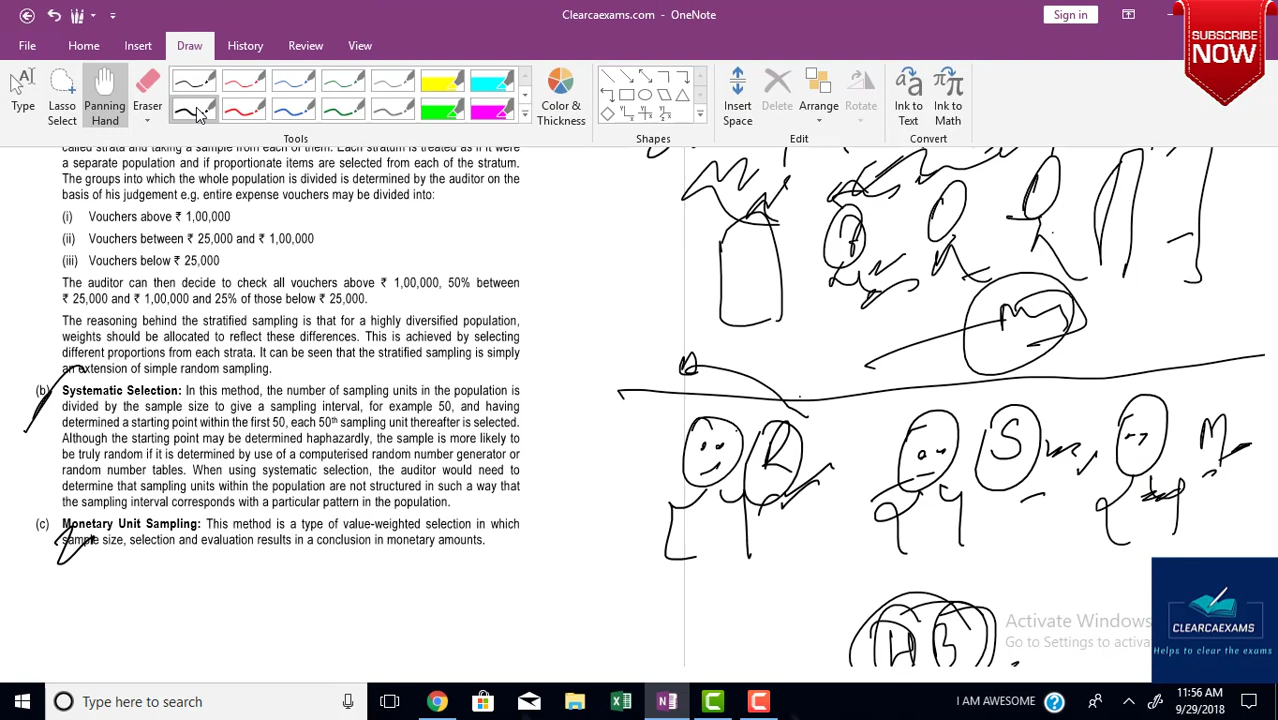 Clearcaexams.com - OneNote
Sign in
SUBSCRIBE
NOW
File Home Insert Draw History Review View
Type
Lasso
Select
Panning
Hand
Eraser
Color &
Thickness
Insert
Space
Delete
Arrange
Rotate
Ink to
Text
Ink to
Math
Tools
Shapes
Edit
Convert
called strata and taking a sample from each of them. Each stratum is treated as if it were
a separate population and if proportionate items are selected from each of the stratum.
The groups into which the whole population is divided is determined by the auditor on the
basis of his judgement e.g. entire expense vouchers may be divided into:
(i) Vouchers above ₹ 1,00,000
(ii) Vouchers between ₹ 25,000 and ₹ 1,00,000
(iii) Vouchers below ₹ 25,000
The auditor can then decide to check all vouchers above ₹ 1,00,000, 50% between
₹ 25,000 and ₹ 1,00,000 and 25% of those below ₹ 25,000.
The reasoning behind the stratified sampling is that for a highly diversified population,
weights should be allocated to reflect these differences. This is achieved by selecting
different proportions from each strata. It can be seen that the stratified sampling is simply
an extension of simple random sampling.
(b) Systematic Selection: In this method, the number of sampling units in the population is
divided by the sample size to give a sampling interval, for example 50, and having
determined a starting point within the first 50, each 50th sampling unit thereafter is selected.
Although the starting point may be determined haphazardly, the sample is more likely to
be truly random if it is determined by use of a computerised random number generator or
random number tables. When using systematic selection, the auditor would need to
determine that sampling units within the population are not structured in such a way that
the sampling interval corresponds with a particular pattern in the population.
(c) Monetary Unit Sampling: This method is a type of value-weighted selection in which
sample size, selection and evaluation results in a conclusion in monetary amounts.
R
S
M
A B
Activate Windows
Go to Settings to activa
CLEARCAEXAMS
Helps to clear the exams
Type here to search
I AM AWESOME
11:56 AM
9/29/2018